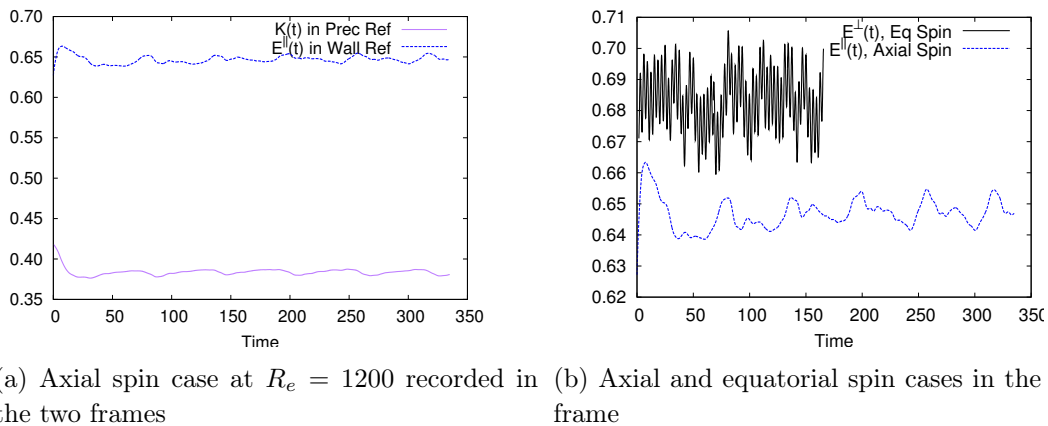 0.70
0.65
0.60
0.55
0.50
0.45
0.40
0.35
0 50 100 150 200 250 300 350
Time
K(t) in Prec Ref
E||(t) in Wall Ref
0.71
0.70
0.69
0.68
0.67
0.66
0.65
0.64
0.63
0.62
0 50 100 150 200 250 300 350
Time
E⊥(t), Eq Spin
E||(t), Axial Spin
(a) Axial spin case at Re = 1200 recorded in
the two frames
(b) Axial and equatorial spin cases in the
frame